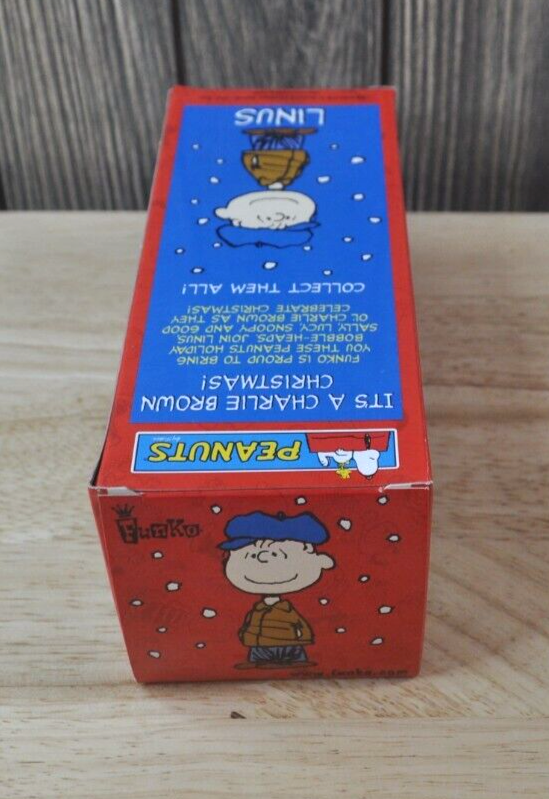 PEANUTS
IT'S A CHARLIE BROWN
CHRISTMAS!
FUNKO IS PROUD TO BRING
YOU THESE PEANUTS HOLIDAY
BOBBLE-HEADS. JOIN LINUS,
SALLY, LUCY, SNOOPY AND GOOD
OL' CHARLIE BROWN AS THEY
CELEBRATE CHRISTMAS!
COLLECT THEM ALL!
LINUS
Funko
www.funko.com